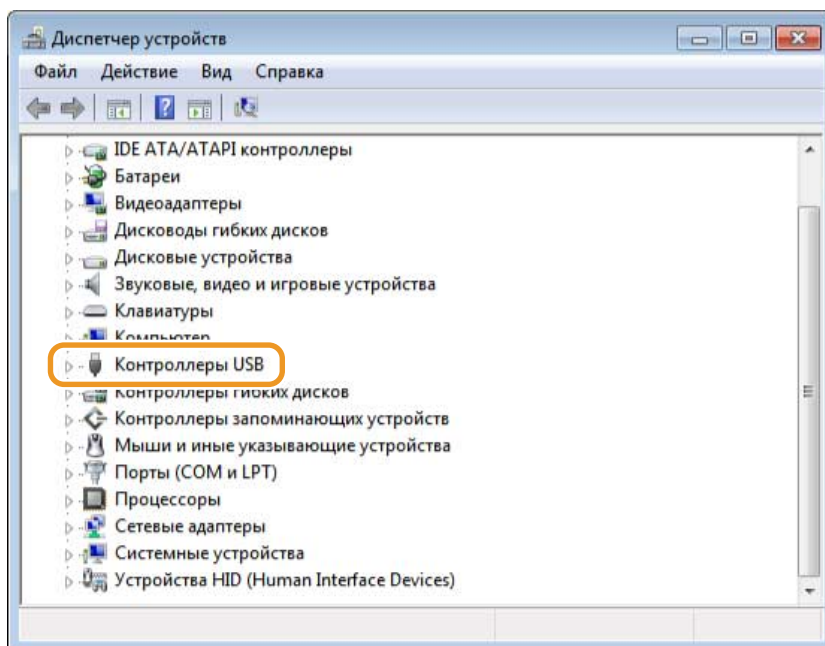 Диспетчер устройств
Файл Действие Вид Справка
IDE ATA/ATAPI контроллеры
Батареи
Видеоадаптеры
Дисководы гибких дисков
Дисковые устройства
Звуковые, видео и игровые устройства
Клавиатуры
Компьютер
Контроллеры USB
Контроллеры гибких дисков
Контроллеры запоминающих устройств
Мыши и иные указывающие устройства
Порты (COM и LPT)
Процессоры
Сетевые адаптеры
Системные устройства
Устройства HID (Human Interface Devices)